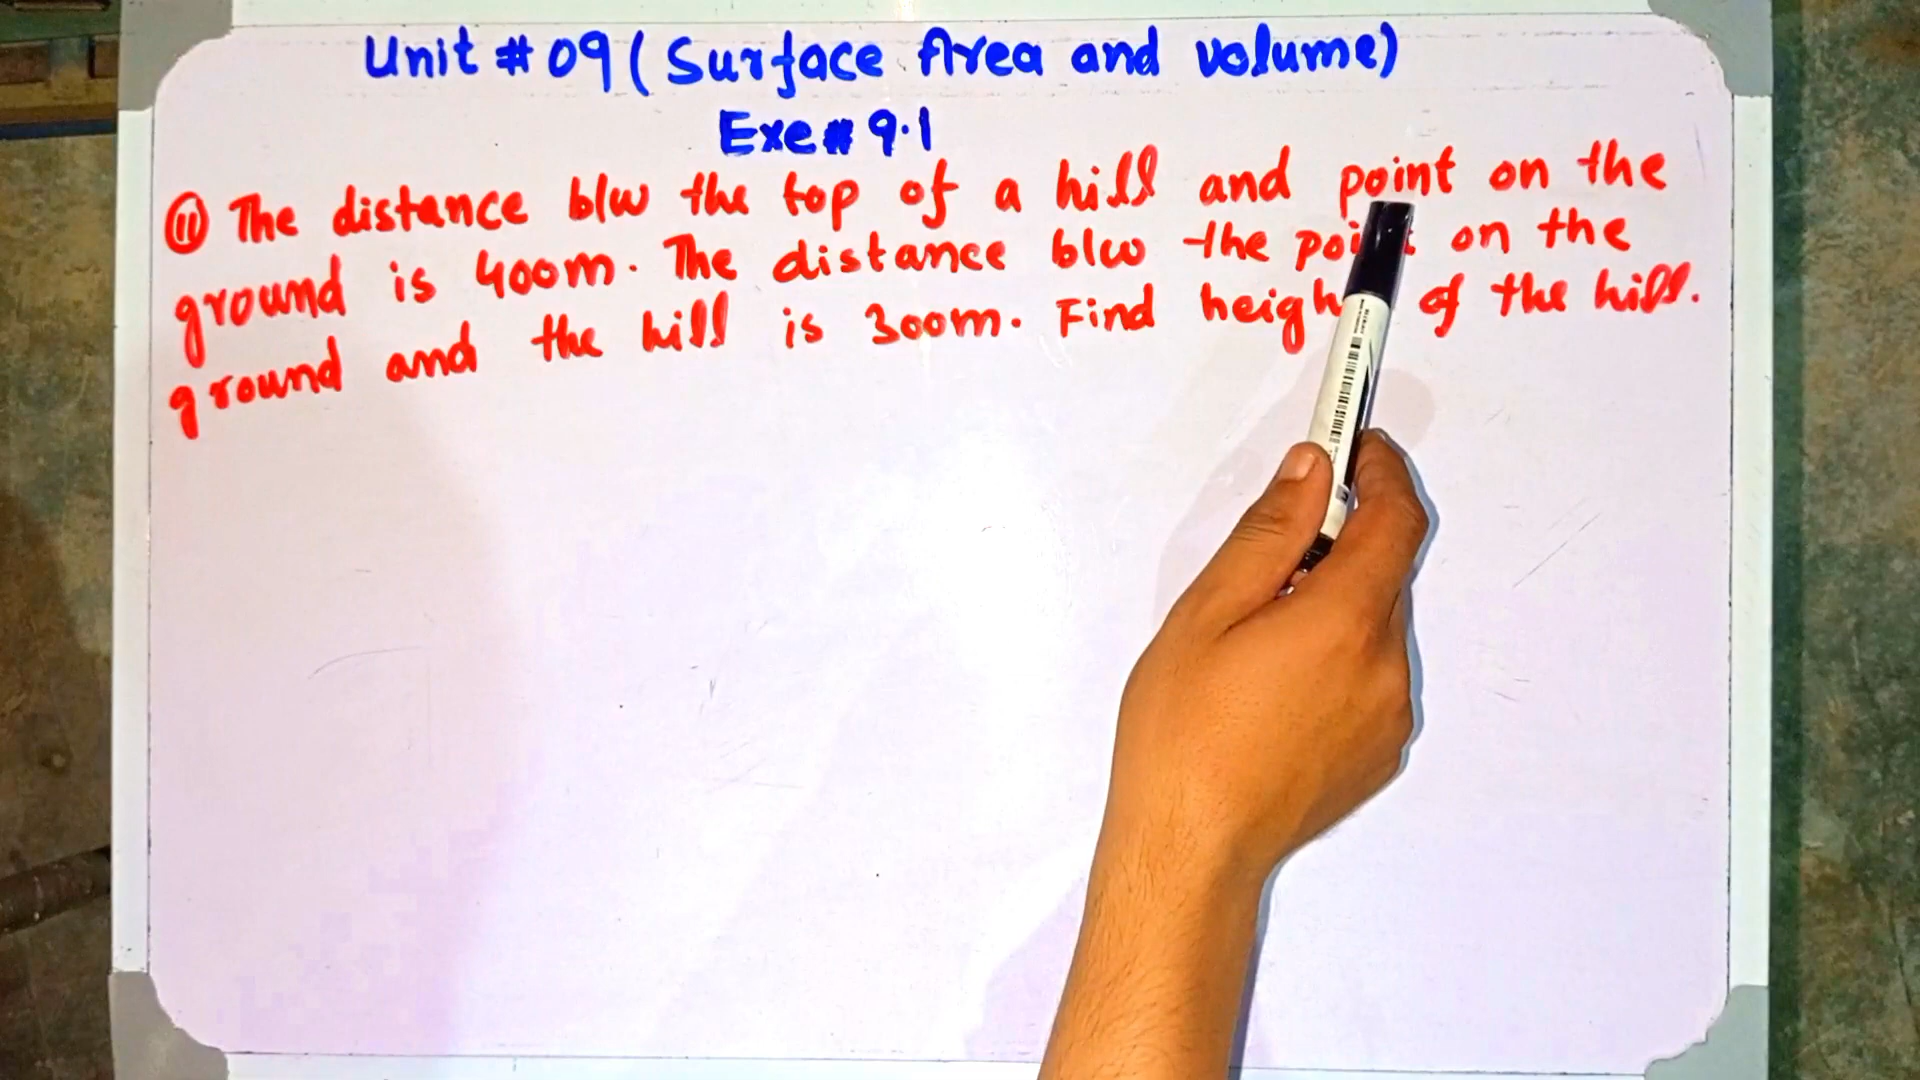 Unit # 09 (Surface Area and volume)
Exe# 9.1
⑪ The distance b/w the top of a hill and point on the
ground is 400m. The distance b/w the point on the
ground and the hill is 300m. Find height of the hill.